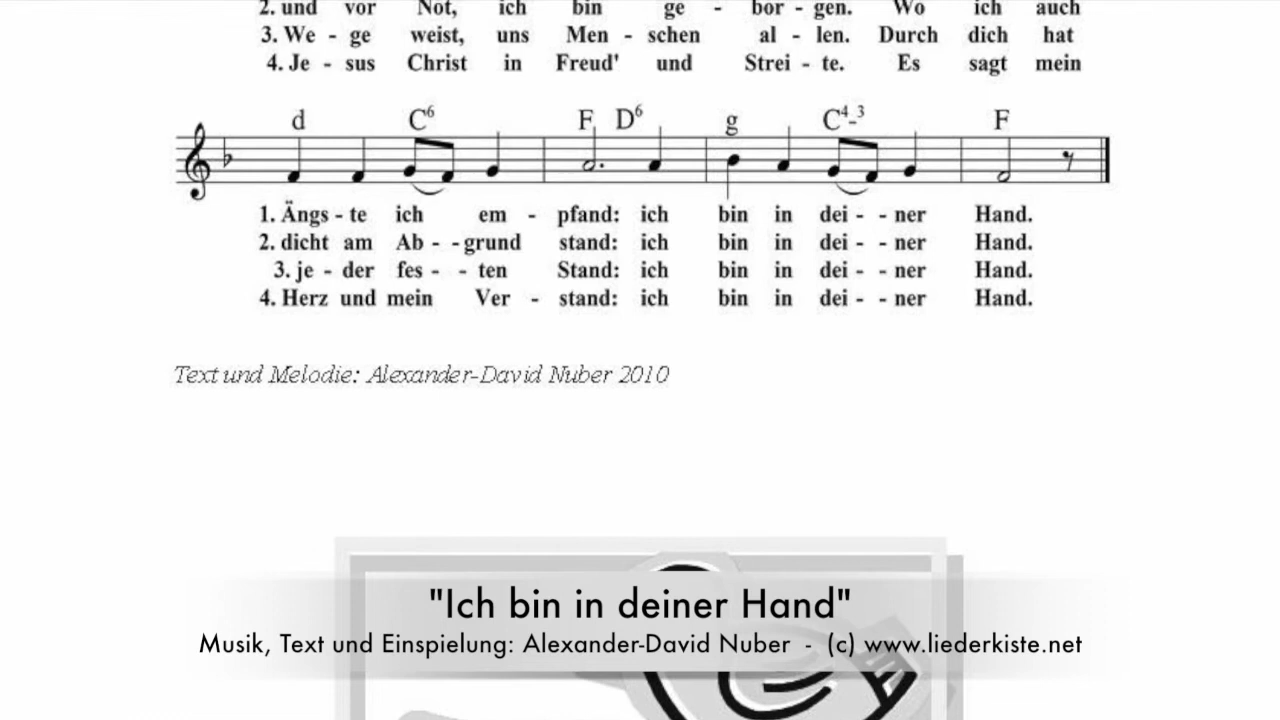 2. und vor Not, ich bin ge - bor - gen. Wo ich auch
3. We - ge weist, uns Men - schen al - len. Durch dich hat
4. Je - sus Christ in Freud' und Strei - te. Es sagt mein
d C6 F D6 g C4-3 F
1. Ängs - te ich em - pfand: ich bin in dei - - ner Hand.
2. dicht am Ab - - grund stand: ich bin in dei - - ner Hand.
3. je - der fes - - ten Stand: ich bin in dei - - ner Hand.
4. Herz und mein Ver - stand: ich bin in dei - - ner Hand.
Text und Melodie: Alexander-David Nuber 2010
"Ich bin in deiner Hand"
Musik, Text und Einspielung: Alexander-David Nuber - (c) www.liederkiste.net